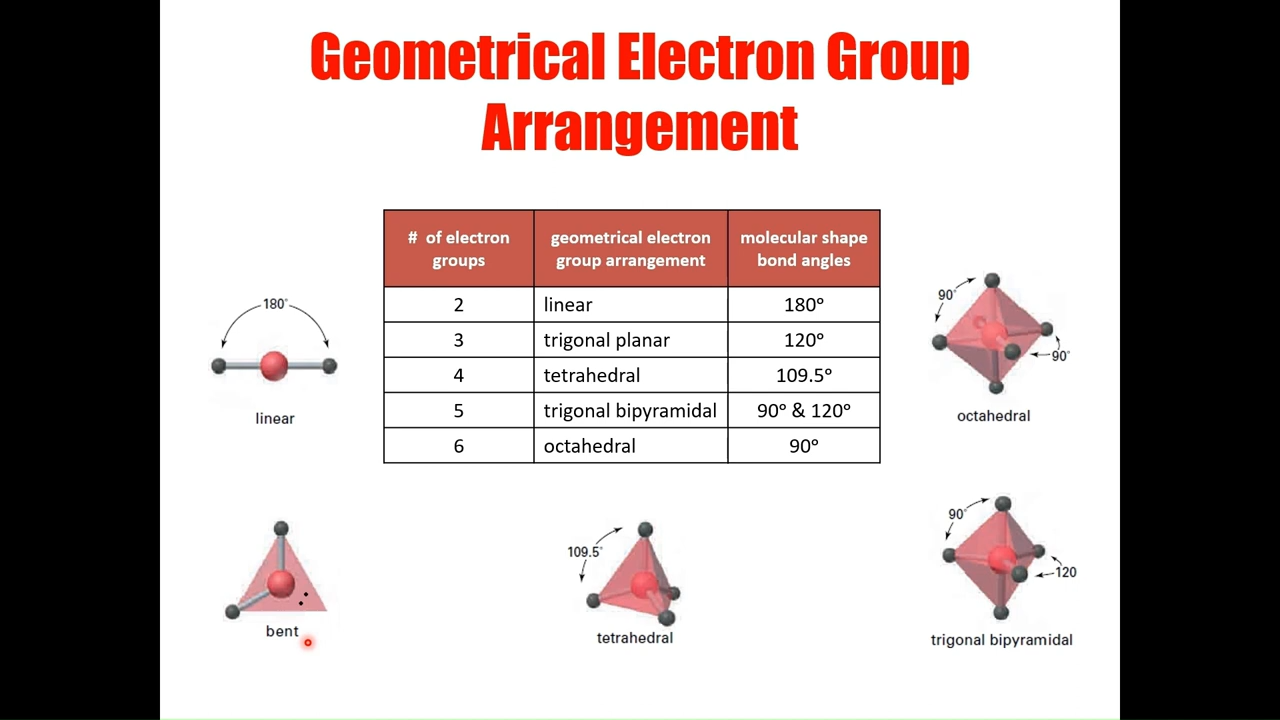 Geometrical Electron Group
Arrangement
# of electron groups | geometrical electron group arrangement | molecular shape bond angles
2 | linear | 180°
3 | trigonal planar | 120°
4 | tetrahedral | 109.5°
5 | trigonal bipyramidal | 90° & 120°
6 | octahedral | 90°
180°
linear
90°
90°
octahedral
bent
109.5°
tetrahedral
90°
120
trigonal bipyramidal